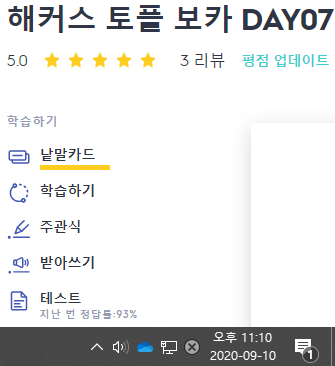 해커스 토플 보카 DAY07
5.0 3 리뷰 평점 업데이트
학습하기
낱말카드
학습하기
주관식
받아쓰기
테스트
지난 번 정답률:93%
오후 11:10
2020-09-10
1